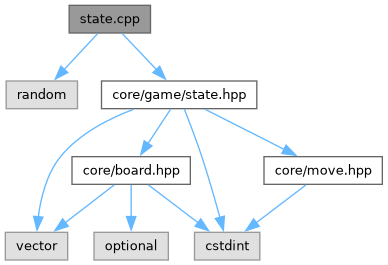 state.cpp
random
core/game/state.hpp
core/board.hpp
core/move.hpp
vector
optional
cstdint